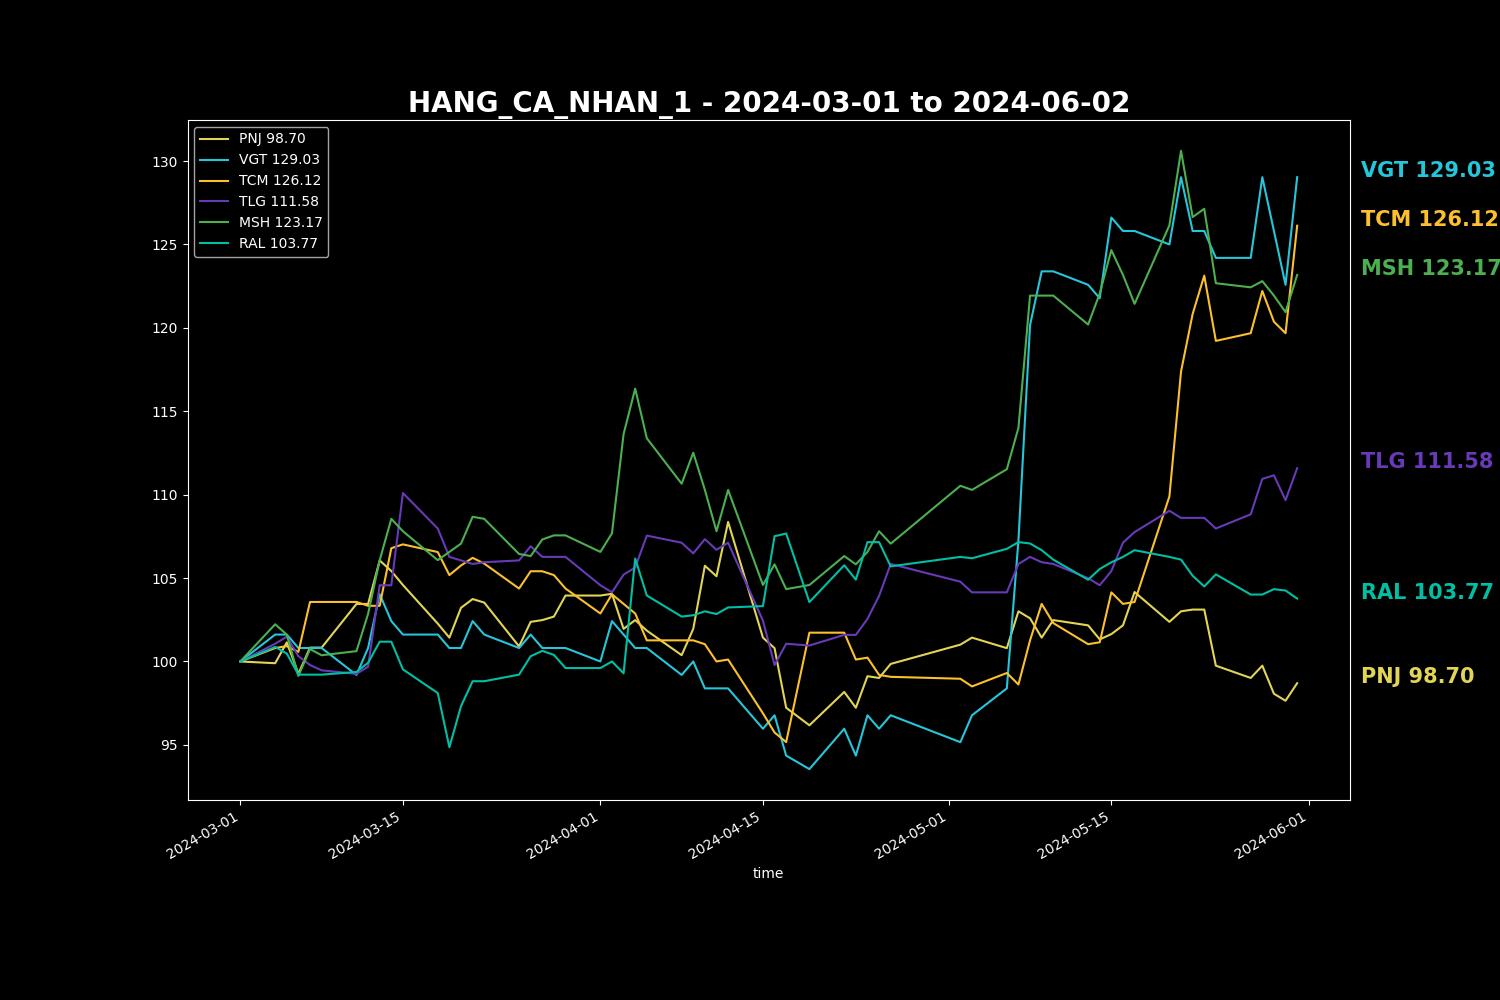 HANG_CA_NHAN_1 - 2024-03-01 to 2024-06-02
PNJ 98.70
VGT 129.03
TCM 126.12
TLG 111.58
MSH 123.17
RAL 103.77
130
125
120
115
110
105
100
95
VGT 129.03
TCM 126.12
MSH 123.17
TLG 111.58
RAL 103.77
PNJ 98.70
2024-03-01
2024-03-15
2024-04-01
2024-04-15
2024-05-01
2024-05-15
2024-06-01
time